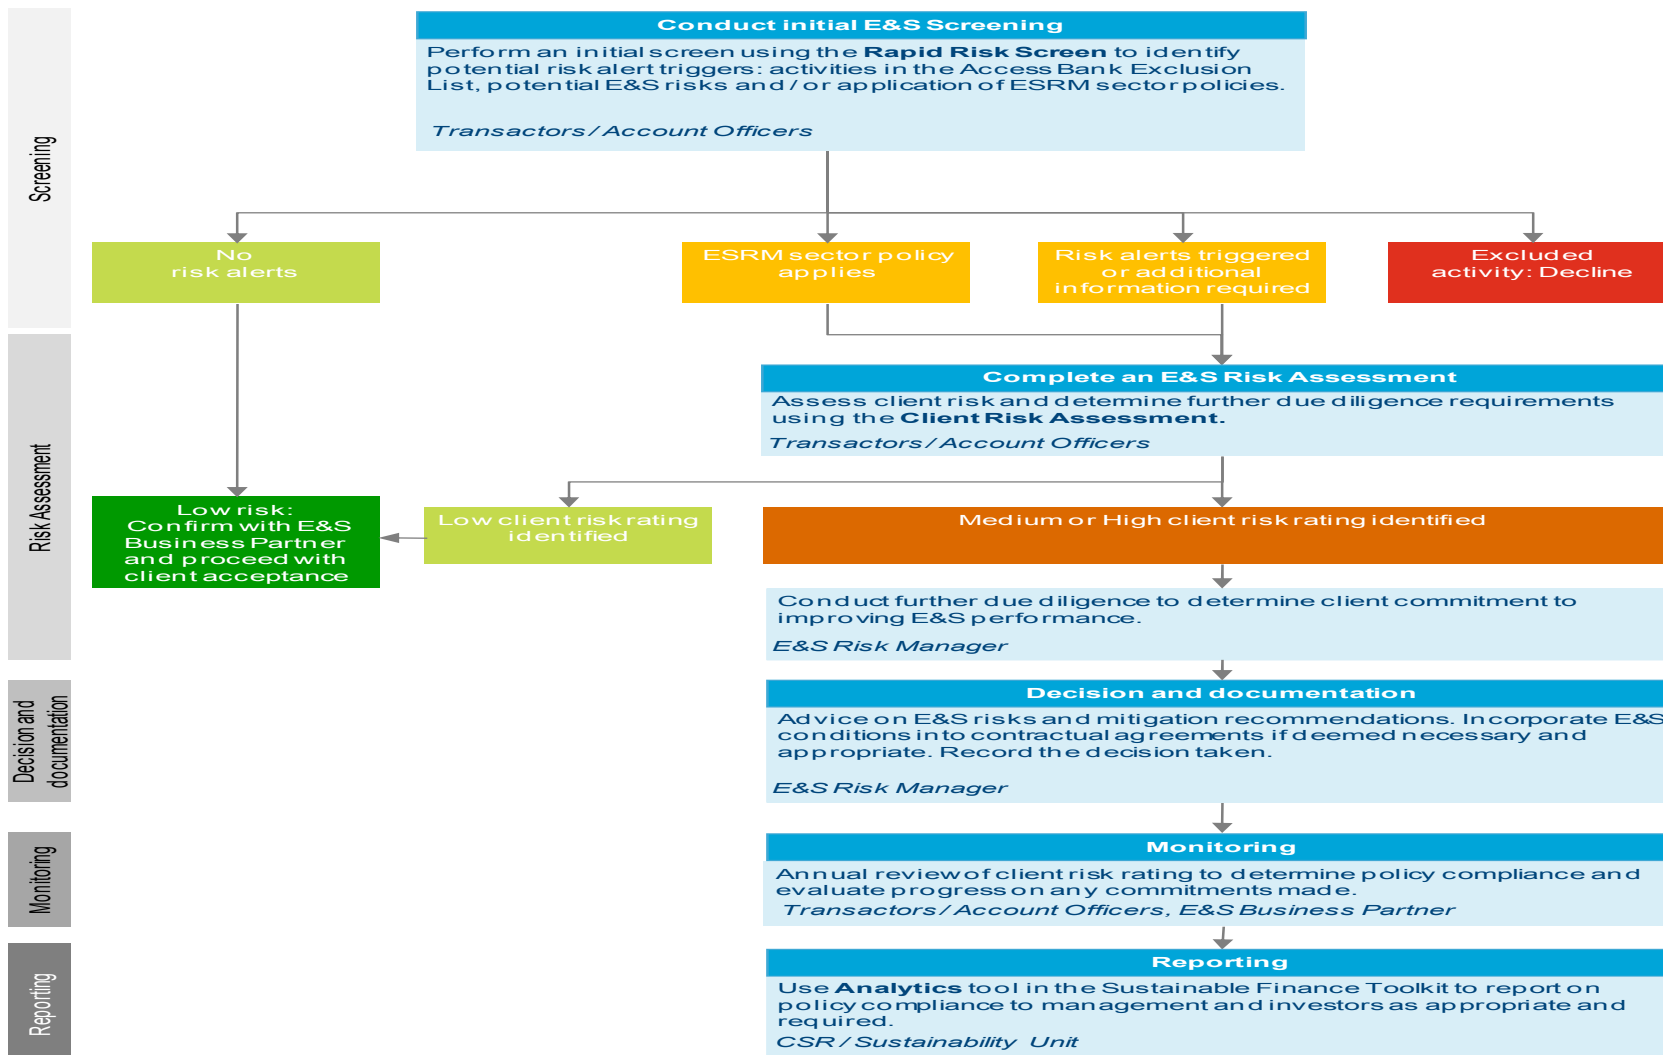 Conduct initial E&S Screening
Perform an initial screen using the Rapid Risk Screen to identify
potential risk alert triggers: activities in the Access Bank Exclusion
List, potential E&S risks and / or application of ESRM sector policies.
Transactors / Account Officers
Screening
No
risk alerts
ESRM sector policy
applies
Risk alerts triggered
or additional
information required
Excluded
activity: Decline
Risk Assessment
Complete an E&S Risk Assessment
Assess client risk and determine further due diligence requirements
using the Client Risk Assessment.
Transactors / Account Officers
Low risk:
Confirm with E&S
Business Partner
and proceed with
client acceptance
Low client risk rating
identified
Medium or High client risk rating identified
Conduct further due diligence to determine client commitment to
improving E&S performance.
E&S Risk Manager
Decision and
documentation
Decision and documentation
Advice on E&S risks and mitigation recommendations. Incorporate E&S
conditions into contractual agreements if deemed necessary and
appropriate. Record the decision taken.
E&S Risk Manager
Monitoring
Monitoring
Annual review of client risk rating to determine policy compliance and
evaluate progress on any commitments made.
Transactors / Account Officers, E&S Business Partner
Reporting
Reporting
Use Analytics tool in the Sustainable Finance Toolkit to report on
policy compliance to management and investors as appropriate and
required.
CSR / Sustainability Unit